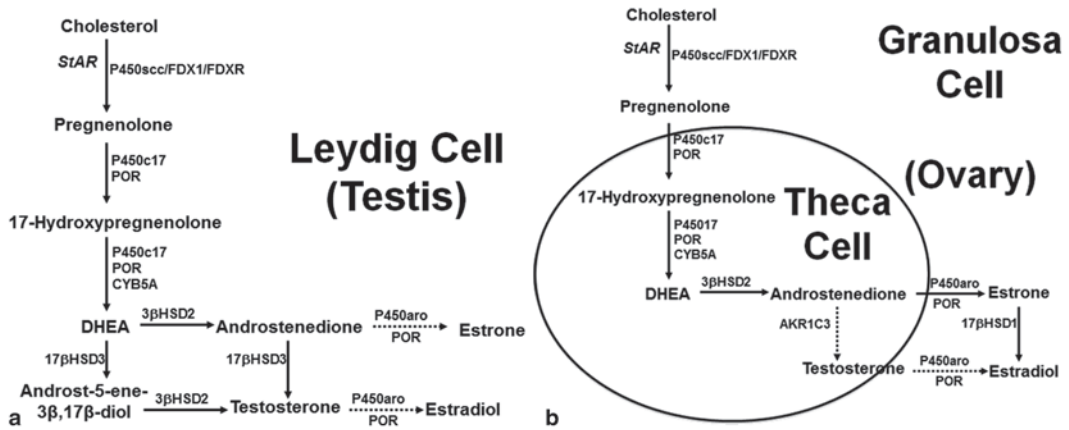 Cholesterol
StAR
P450scc/FDX1/FDXR
Pregnenolone
P450c17
POR
17-Hydroxypregnenolone
P450c17
POR
CYB5A
DHEA
3βHSD2
Androstenedione
P450aro
POR
Estrone
17βHSD3
17βHSD3
Androst-5-ene-
3β,17β-diol
3βHSD2
Testosterone
P450aro
POR
Estradiol
Leydig Cell
(Testis)
a
Cholesterol
StAR
P450scc/FDX1/FDXR
Pregnenolone
P450c17
POR
17-Hydroxypregnenolone
P45017
POR
CYB5A
DHEA
3βHSD2
Androstenedione
P450aro
POR
Estrone
AKR1C3
17βHSD1
Testosterone
P450aro
POR
Estradiol
Granulosa
Cell
(Ovary)
Theca
Cell
b